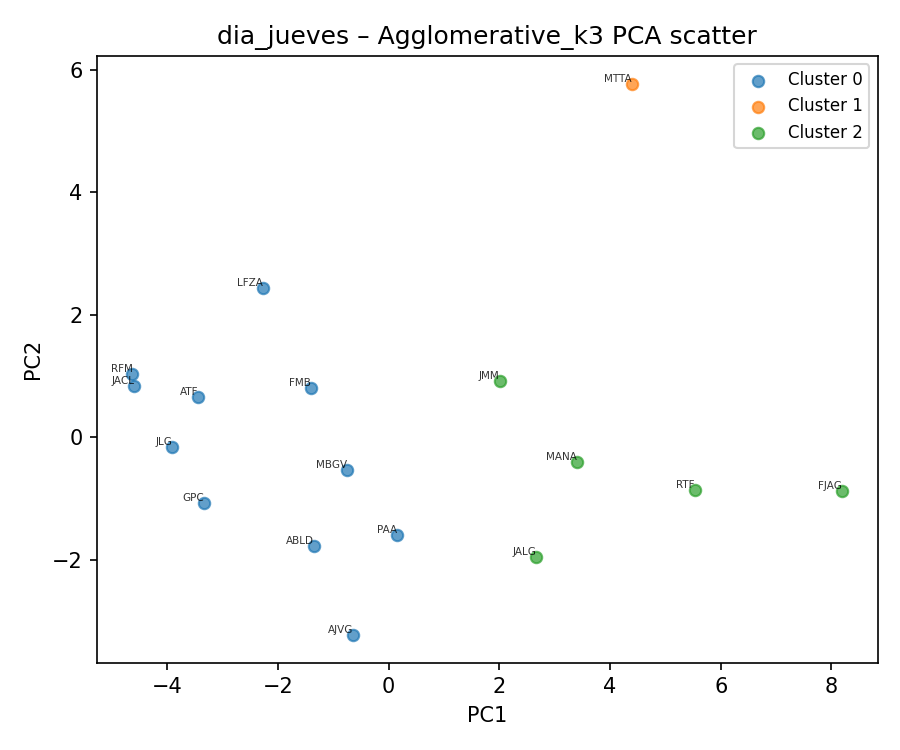 dia_jueves – Agglomerative_k3 PCA scatter
Cluster 0
Cluster 1
Cluster 2
MTTA
LFZA
RFM
JACL
ATF
FMB
JMM
JLG
MBGV
MANA
RTF
FJAG
GPC
ABLD
PAA
JALG
AJVG
6
4
2
0
−2
PC2
−4
−2
0
2
4
6
8
PC1